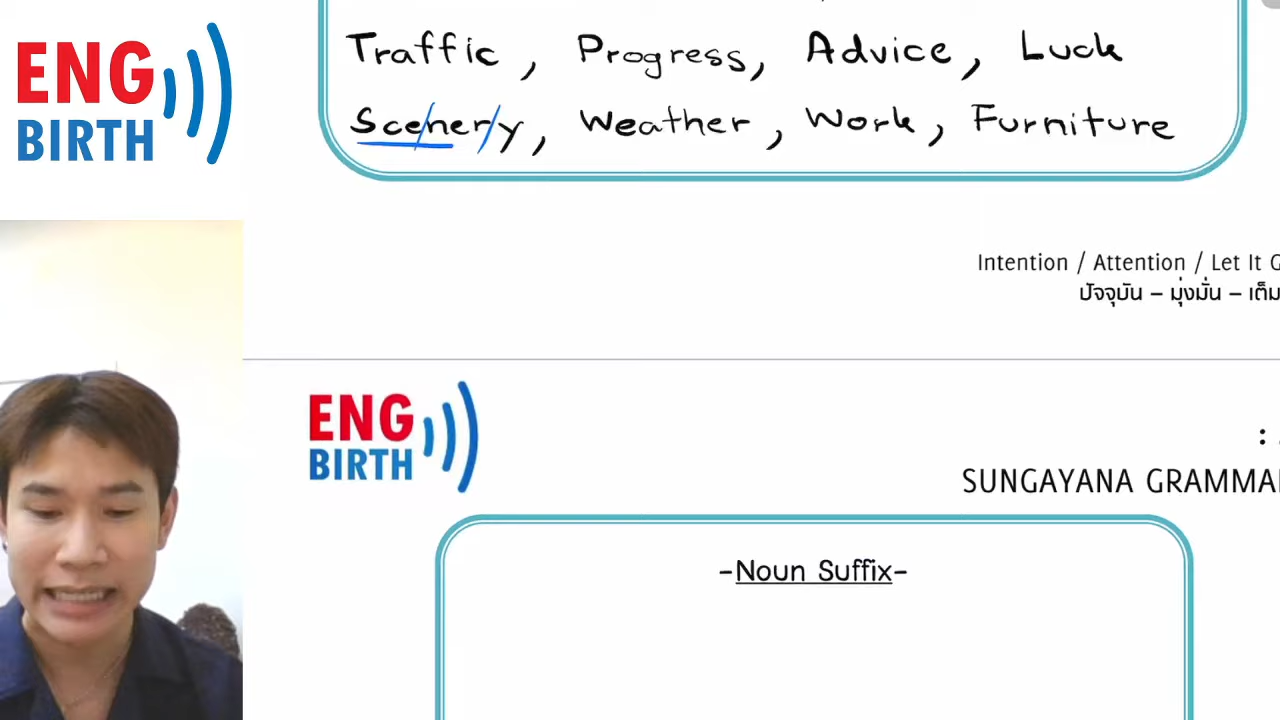 ENG
BIRTH
Traffic, Progress, Advice, Luck
Scenery, Weather, Work, Furniture
Intention / Attention / Let It G
ปัจจุบัน – มุ่งมั่น – เต็ม
ENG
BIRTH
:
SUNGAYANA GRAMMA
-Noun Suffix-